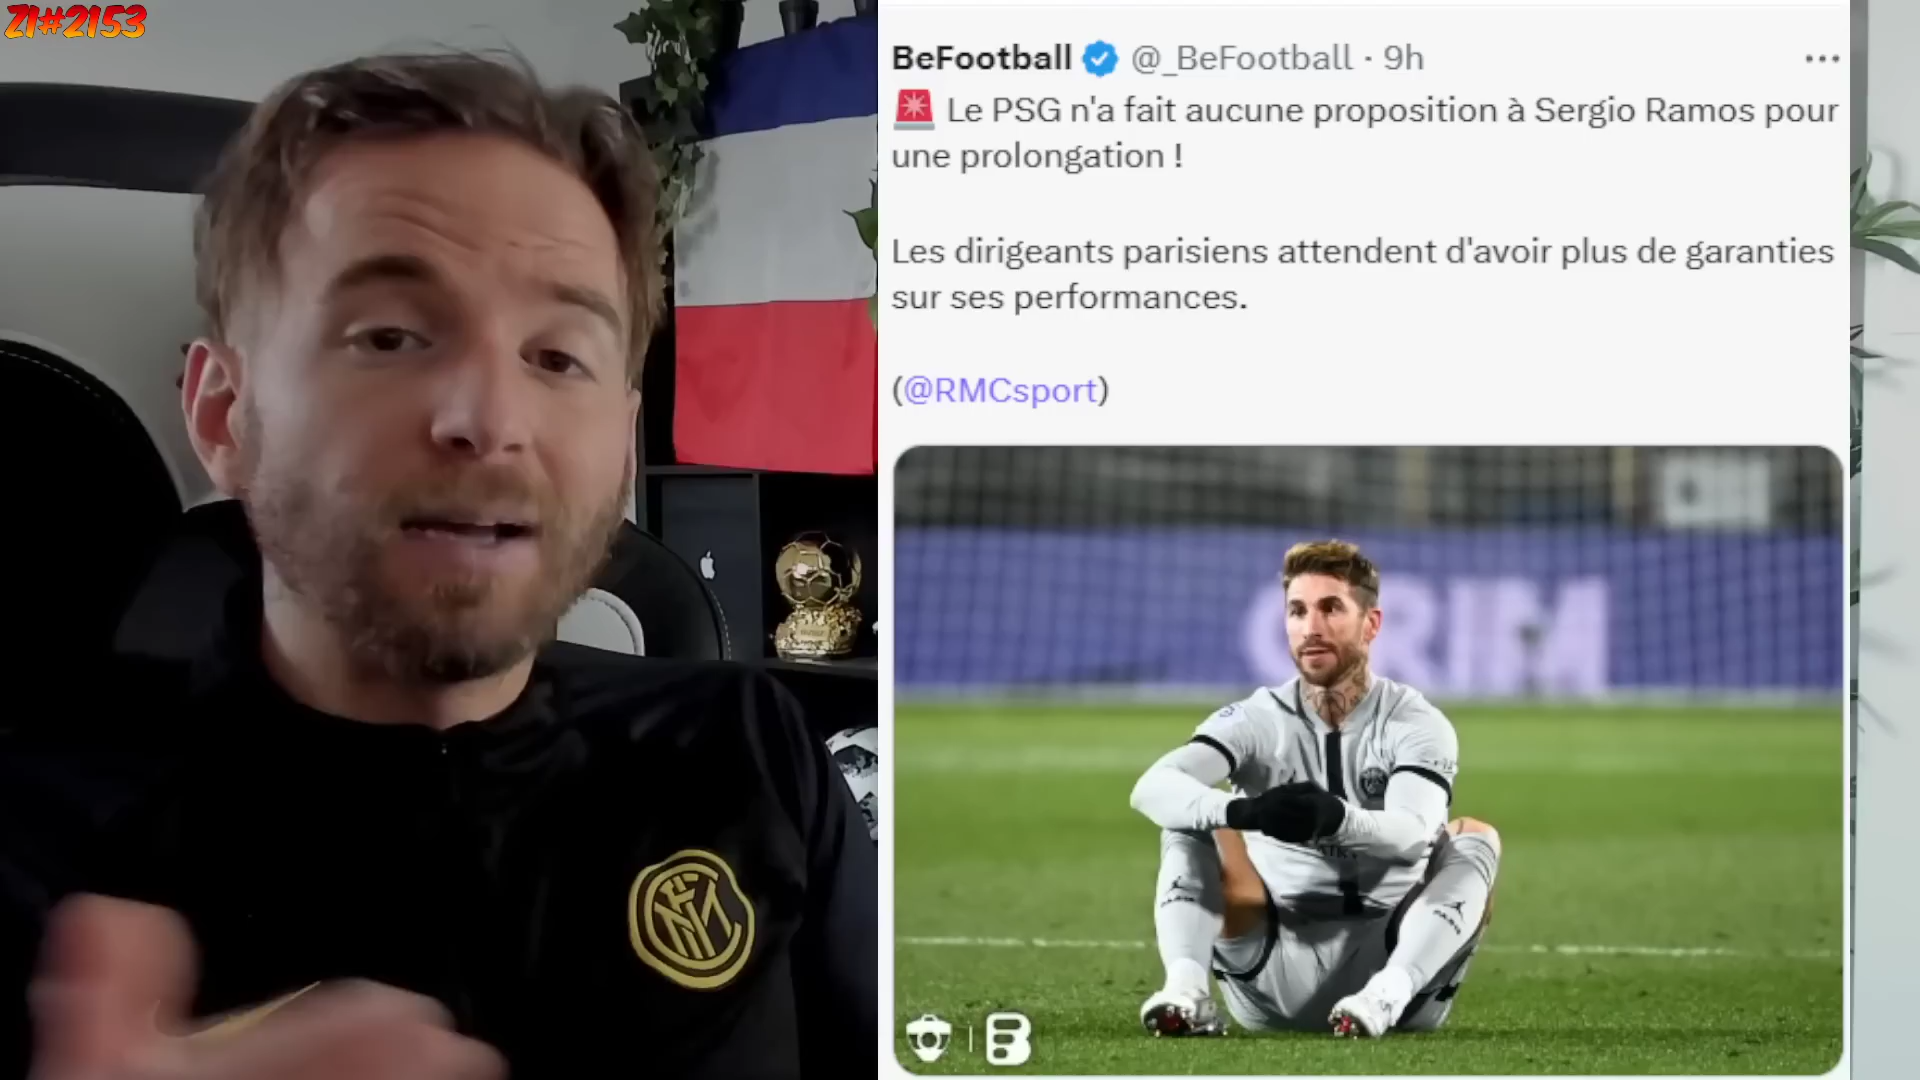 ZI#2153
BeFootball @_BeFootball · 9h
Le PSG n'a fait aucune proposition à Sergio Ramos pour
une prolongation !
Les dirigeants parisiens attendent d'avoir plus de garanties
sur ses performances.
(@RMCsport)